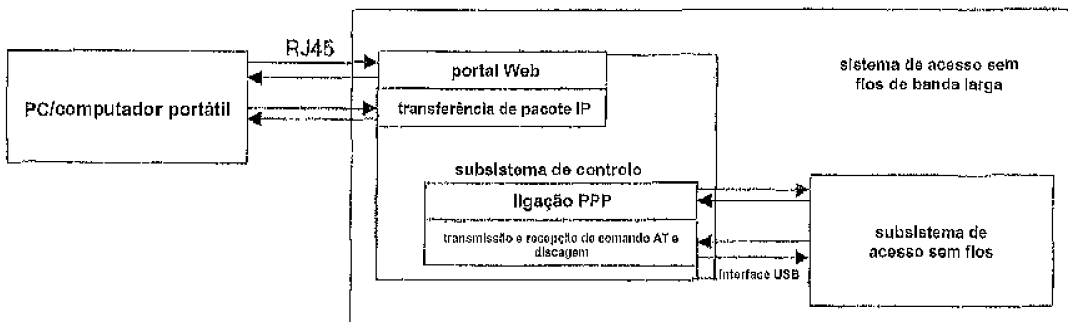 RJ45
PC/computador portátil
portal Web
transferência de pacote IP
sistema de acesso sem
fios de banda larga
subsistema de controlo
ligação PPP
transmissão e recepção de comando AT e
discagem
Interface USB
subsistema de
acesso sem fios